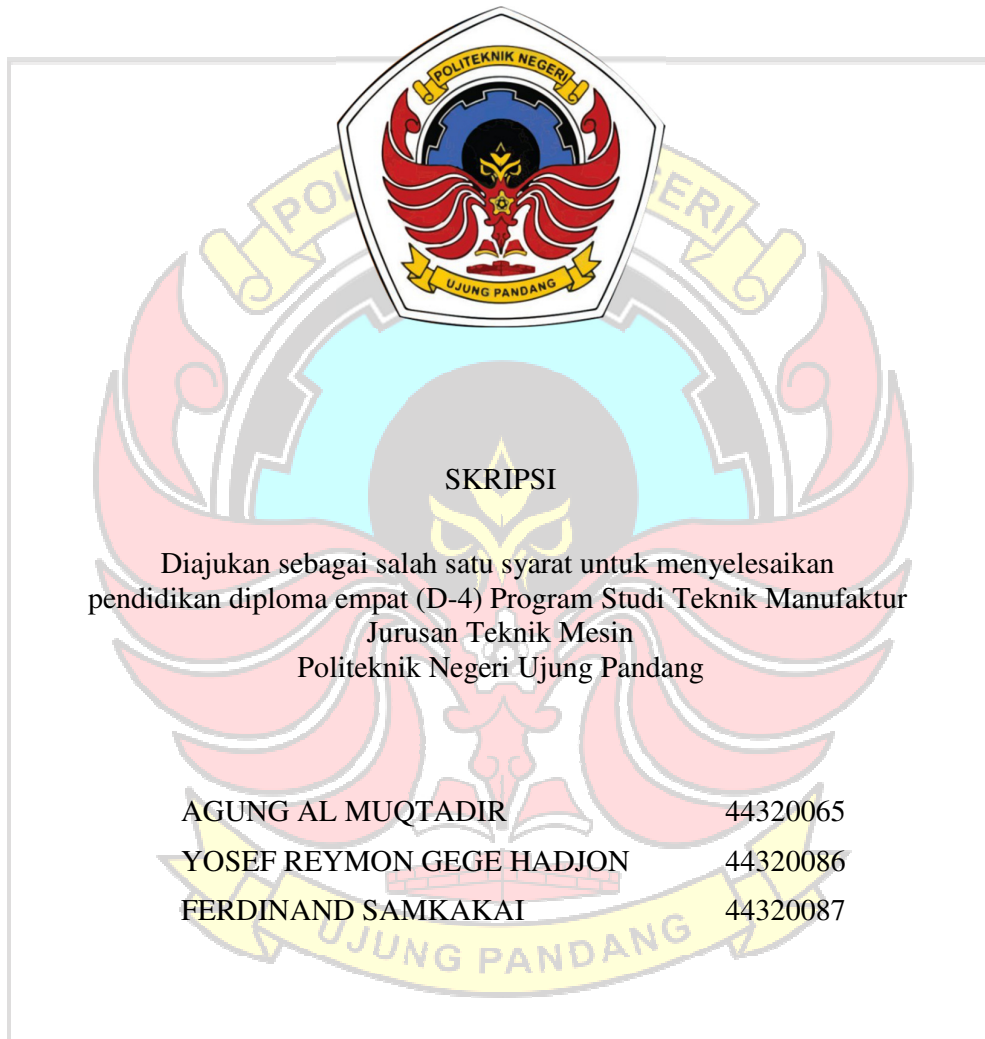 POLITEKNIK NEGERI
UJUNG PANDANG
SKRIPSI
Diajukan sebagai salah satu syarat untuk menyelesaikan
pendidikan diploma empat (D-4) Program Studi Teknik Manufaktur
Jurusan Teknik Mesin
Politeknik Negeri Ujung Pandang
AGUNG AL MUQTADIR 44320065
YOSEF REYMON GEGE HADJON 44320086
FERDINAND SAMKAKAI 44320087
UJUNG PANDANG